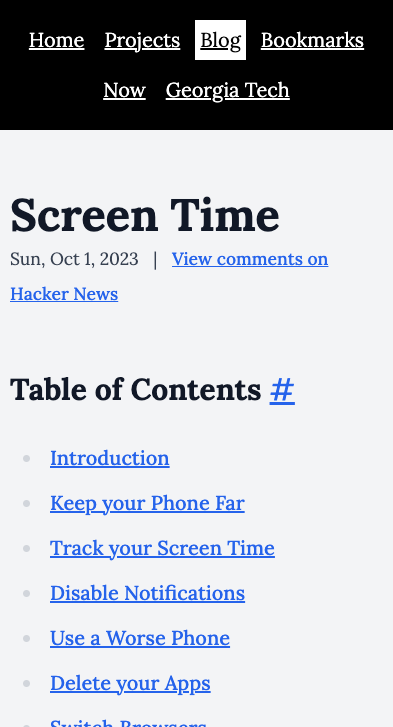 Home Projects Blog Bookmarks
Now Georgia Tech
Screen Time
Sun, Oct 1, 2023 | View comments on
Hacker News
Table of Contents #
Introduction
Keep your Phone Far
Track your Screen Time
Disable Notifications
Use a Worse Phone
Delete your Apps
Switch Browsers